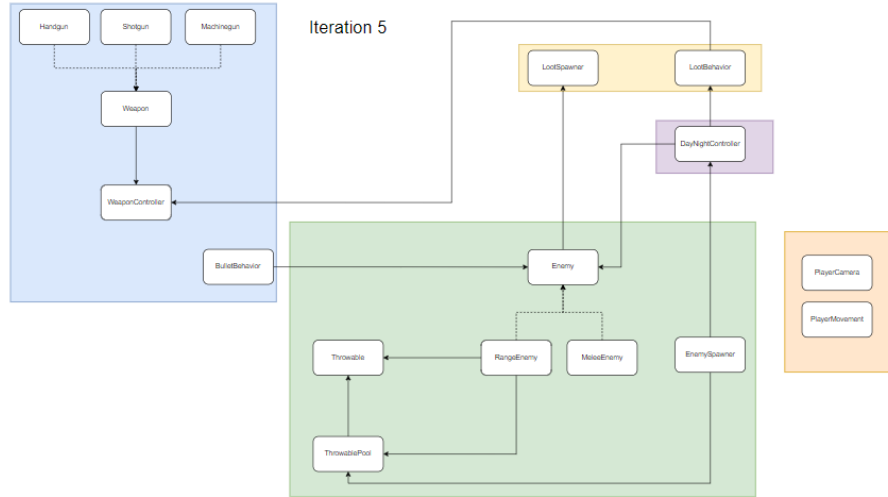 Handgun
Shotgun
Machinegun
Iteration 5
LootSpawner
LootBehavior
Weapon
DayNightController
WeaponController
BulletBehavior
Enemy
PlayerCamera
PlayerMovement
Throwable
RangeEnemy
MeleeEnemy
EnemySpawner
ThrowablePool